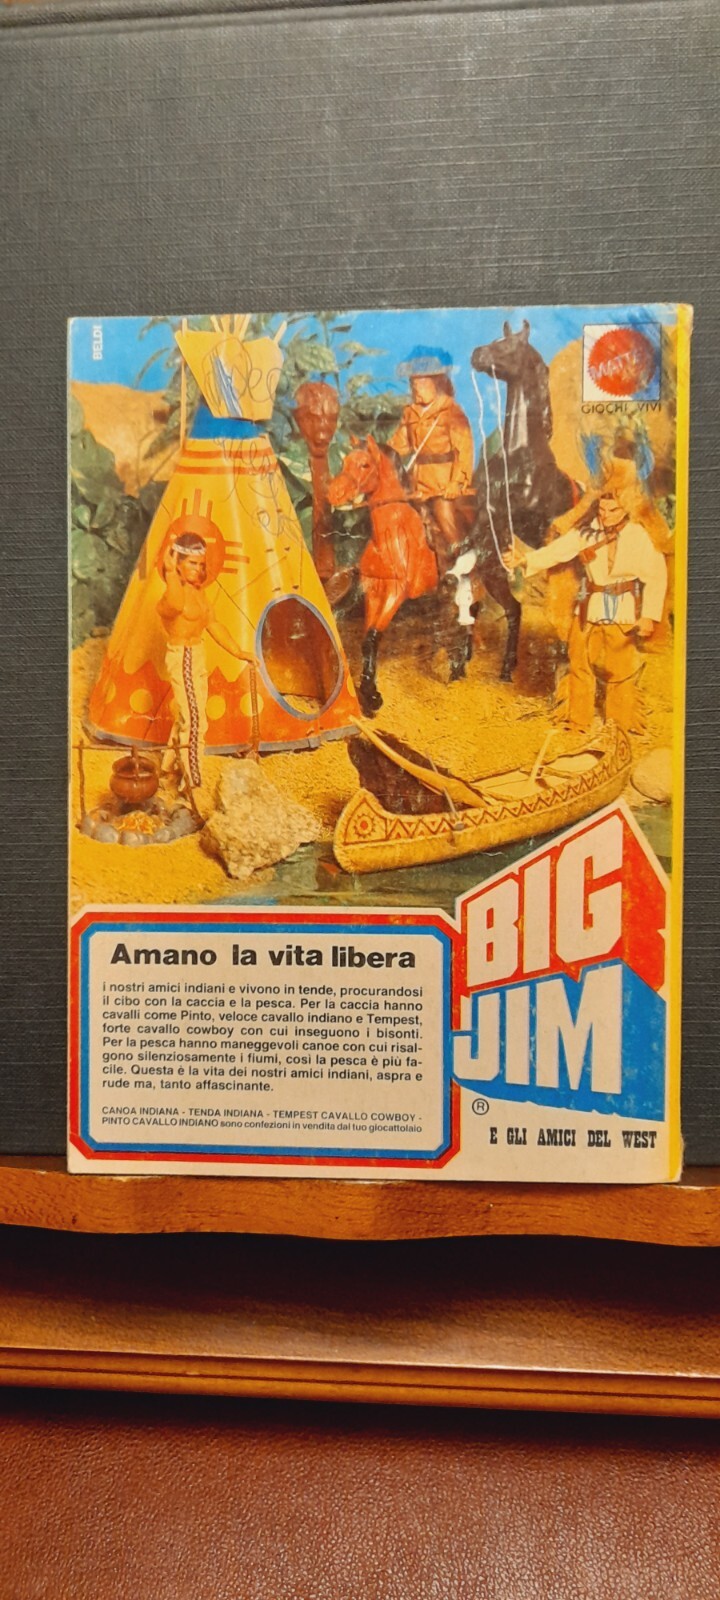 BELDI
MATTEL
GIOCHI VIVI
BIG
JIM
®
E GLI AMICI DEL WEST
Amano la vita libera
i nostri amici indiani e vivono in tende, procurandosi
il cibo con la caccia e la pesca. Per la caccia hanno
cavalli come Pinto, veloce cavallo indiano e Tempest,
forte cavallo cowboy con cui inseguono i bisonti.
Per la pesca hanno maneggevoli canoe con cui risal-
gono silenziosamente i fiumi, così la pesca è più fa-
cile. Questa è la vita dei nostri amici indiani, aspra e
rude ma, tanto affascinante.
CANOA INDIANA - TENDA INDIANA - TEMPEST CAVALLO COWBOY -
PINTO CAVALLO INDIANO sono confezioni in vendita dal tuo giocattolaio